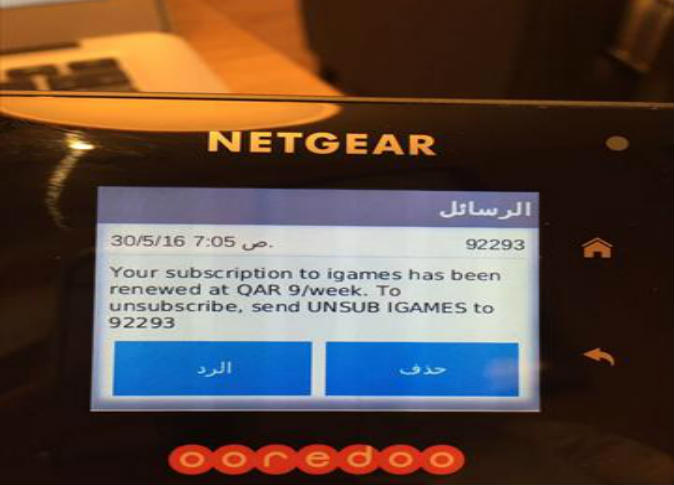 NETGEAR
الرسائل
30/5/16 7:05 ص.
92293
Your subscription to igames has been
renewed at QAR 9/week. To
unsubscribe, send UNSUB IGAMES to
92293
الرد
حذف
ooredoo